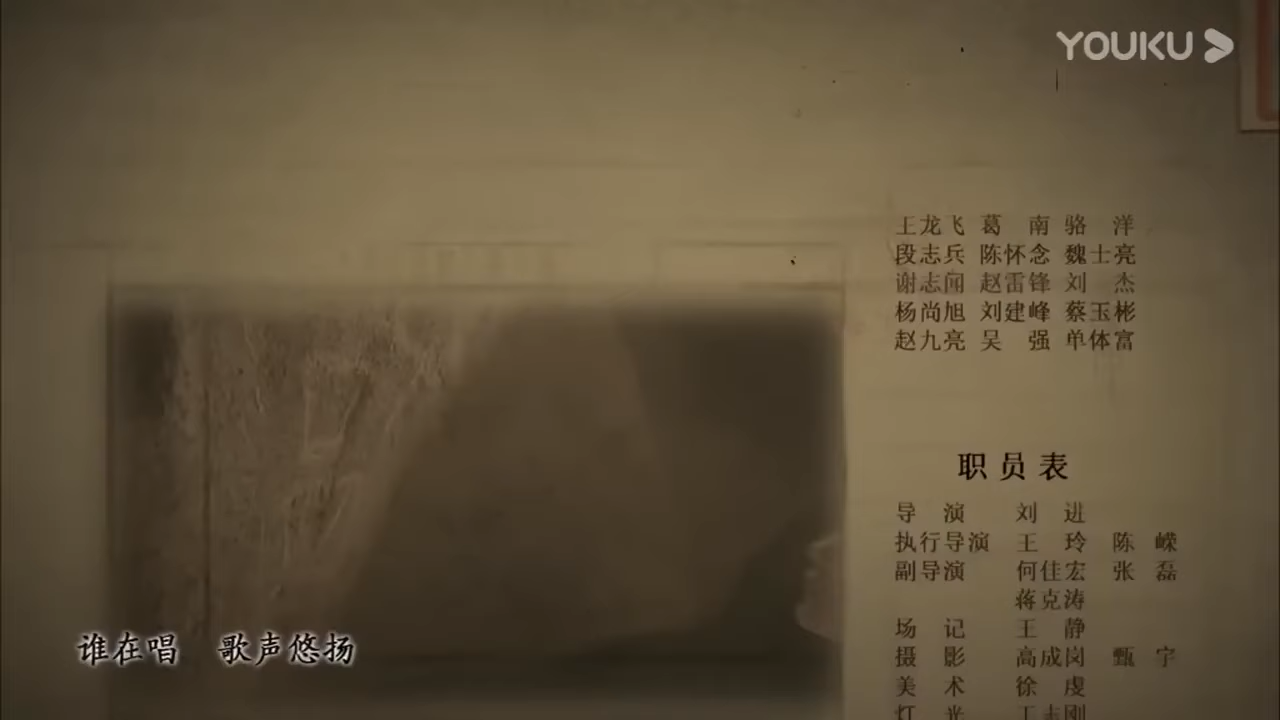 YOUKU
王龙飞 葛 南 骆 洋
段志兵 陈怀念 魏士亮
谢志闻 赵雷锋 刘 杰
杨尚旭 刘建峰 蔡玉彬
赵九亮 吴 强 单体富
职员表
导 演 刘 进
执行导演 王 玲 陈 嵘
副导演 何佳宏 张 磊
蒋克涛
场 记 王 静
摄 影 高成岗 甄 宇
美 术 徐 虔
灯 光
谁在唱 歌声悠扬